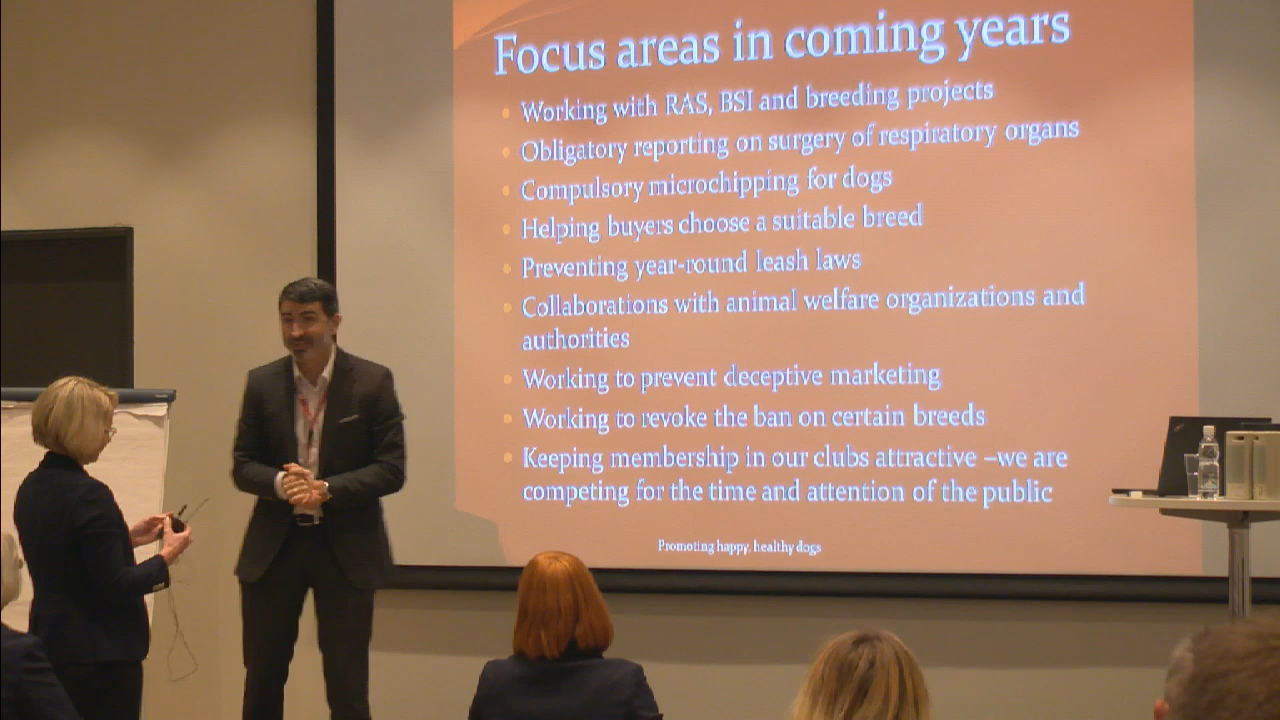 Focus areas in coming years
• Working with RAS, BSI and breeding projects
• Obligatory reporting on surgery of respiratory organs
• Compulsory microchipping for dogs
• Helping buyers choose a suitable breed
• Preventing year-round leash laws
• Collaborations with animal welfare organizations and
authorities
• Working to prevent deceptive marketing
• Working to revoke the ban on certain breeds
• Keeping membership in our clubs attractive –we are
competing for the time and attention of the public
Promoting happy, healthy dogs